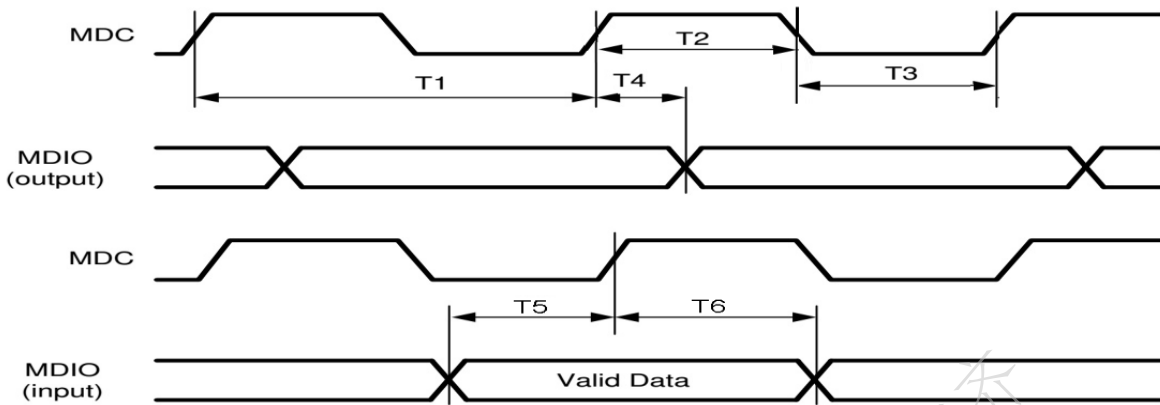 MDC
T2
T1
T4
T3
MDIO
(output)
MDC
T5
T6
MDIO
(input)
Valid Data